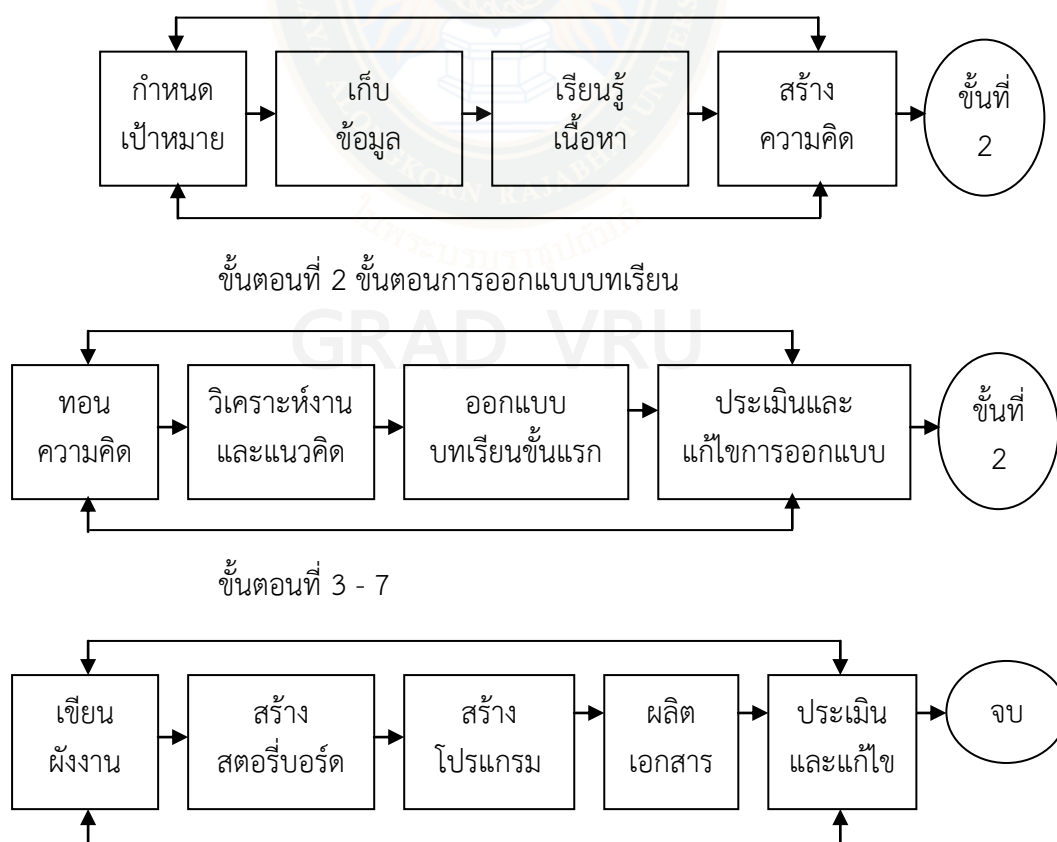 กำหนด
เป้าหมาย
เก็บ
ข้อมูล
เรียนรู้
เนื้อหา
สร้าง
ความคิด
ขั้นที่
2
ขั้นตอนที่ 2 ขั้นตอนการออกแบบบทเรียน
GRAD VRU
ทอน
ความคิด
วิเคราะห์งาน
และแนวคิด
ออกแบบ
บทเรียนขั้นแรก
ประเมินและ
แก้ไขการออกแบบ
ขั้นที่
2
ขั้นตอนที่ 3 - 7
เขียน
ผังงาน
สร้าง
สตอรี่บอร์ด
สร้าง
โปรแกรม
ผลิต
เอกสาร
ประเมิน
และแก้ไข
จบ